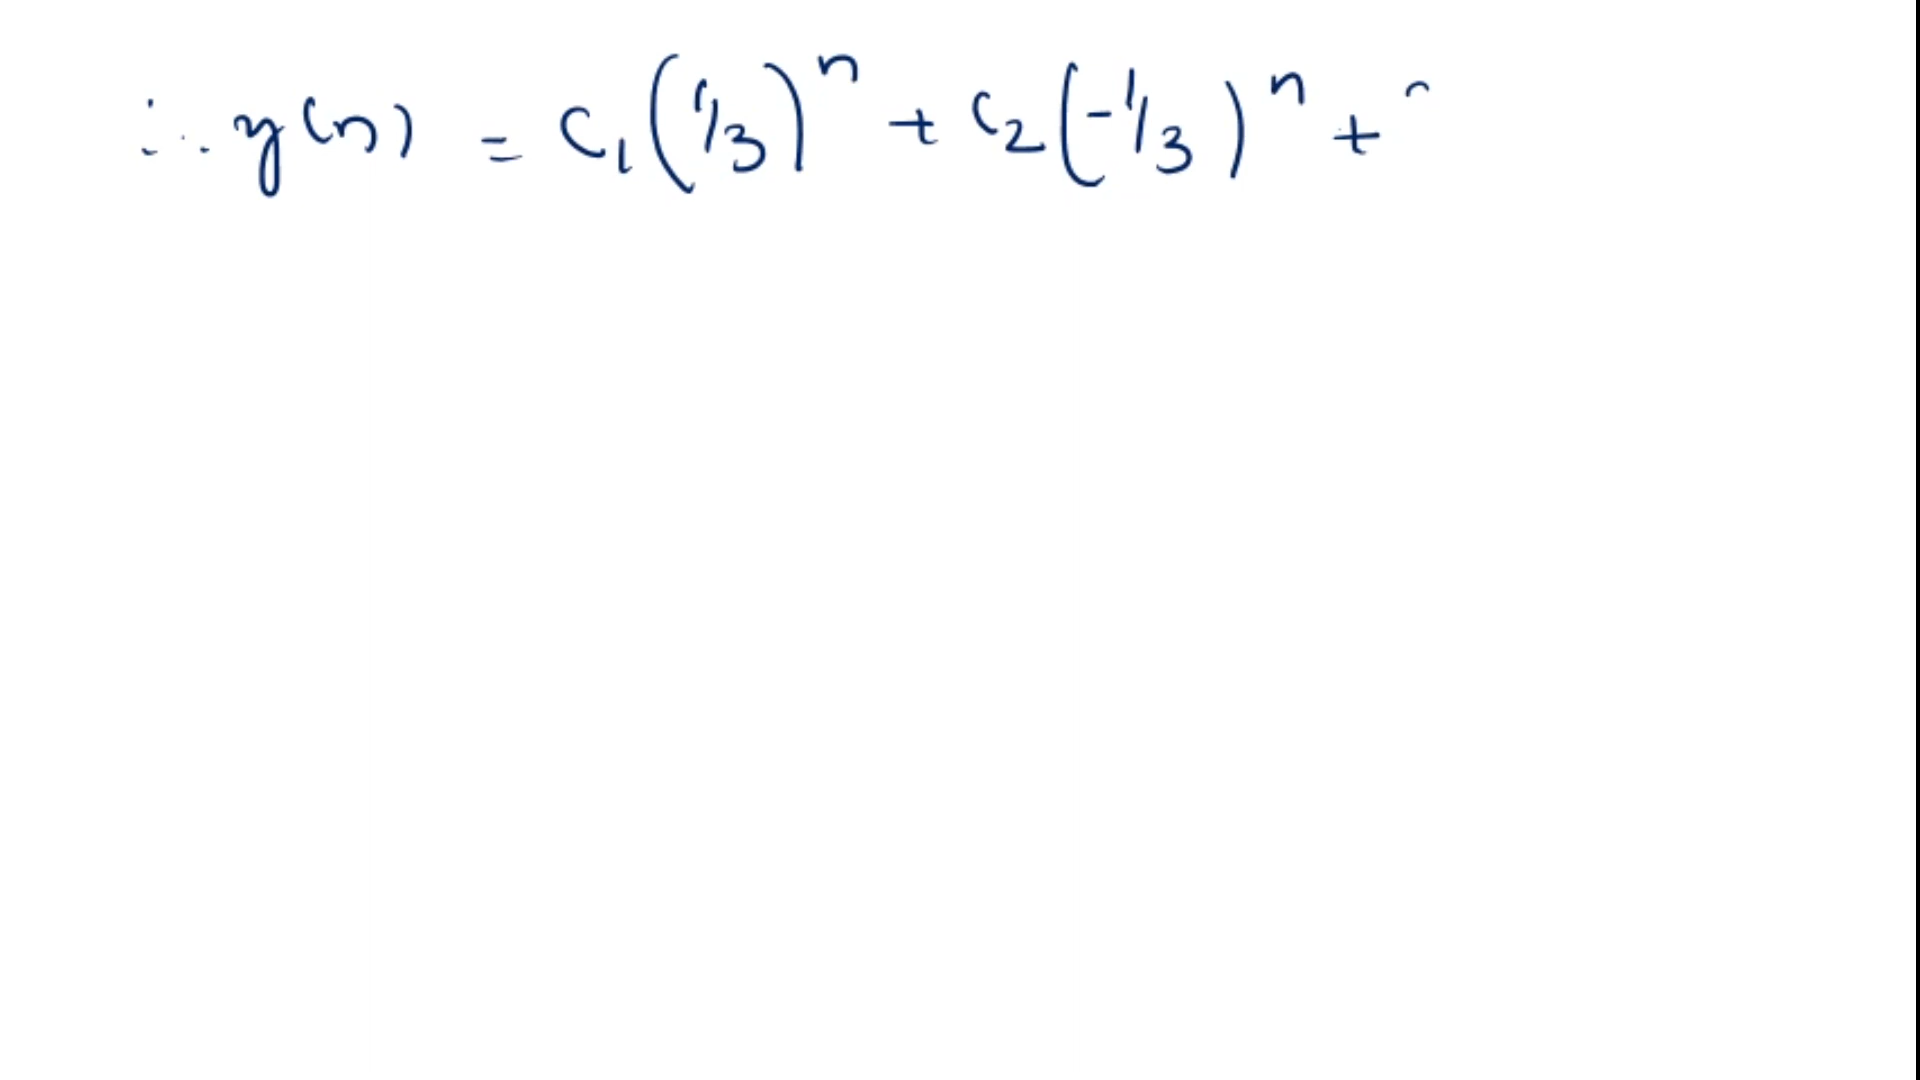 ∴ y(n) = C₁(1/3)ⁿ + C₂(-1/3)ⁿ +